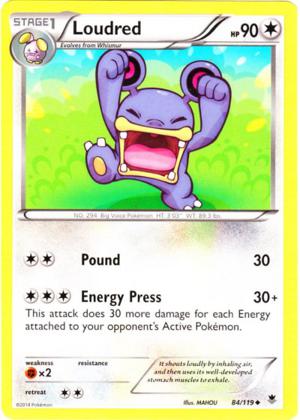 STAGE1
Loudred
HP 90
Evolves from Whismur
NO. 294 Big Voice Pokémon HT. 3'03" WT. 89.3 lbs.
Pound 30
Energy Press 30+
This attack does 30 more damage for each Energy
attached to your opponent's Active Pokémon.
weakness resistance
×2
retreat
It shouts loudly by inhaling air,
and then uses its well-developed
stomach muscles to exhale.
©2014 Pokémon
Illus. MAHOU
84/119